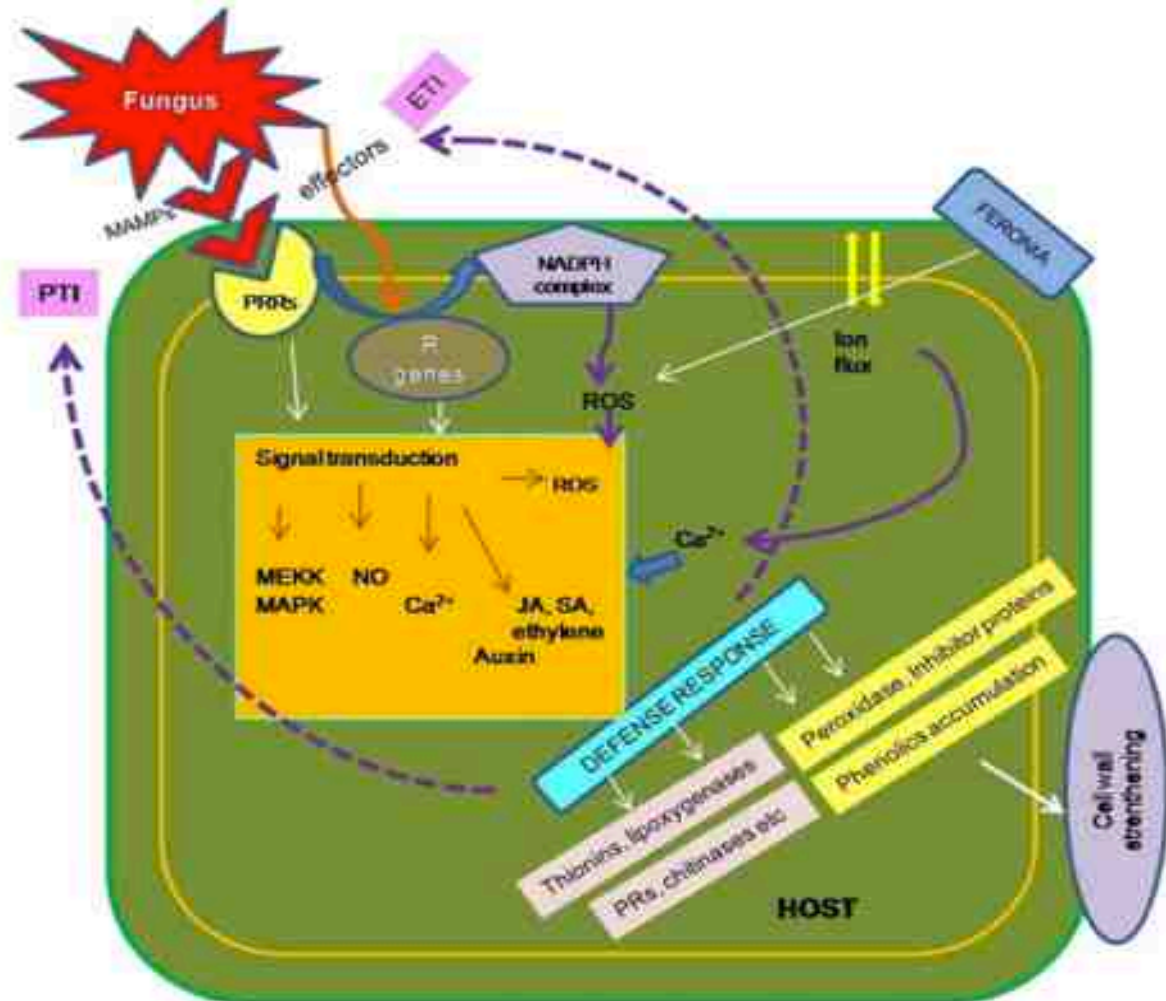 Fungus
ETI
effectors
MAMPs
FERONIA
PTI
PRRs
NADPH
complex
R
genes
Ion
flux
ROS
Signal transduction
ROS
Ca²⁺
MEKK
MAPK
NO
Ca²⁺
JA, SA,
ethylene
Auxin
DEFENSE RESPONSE
Peroxidase, Inhibitor proteins
Phenolics accumulation
Thionins, lipoxygenases
PRs, chitinases etc
Cell wall
strenthening
HOST